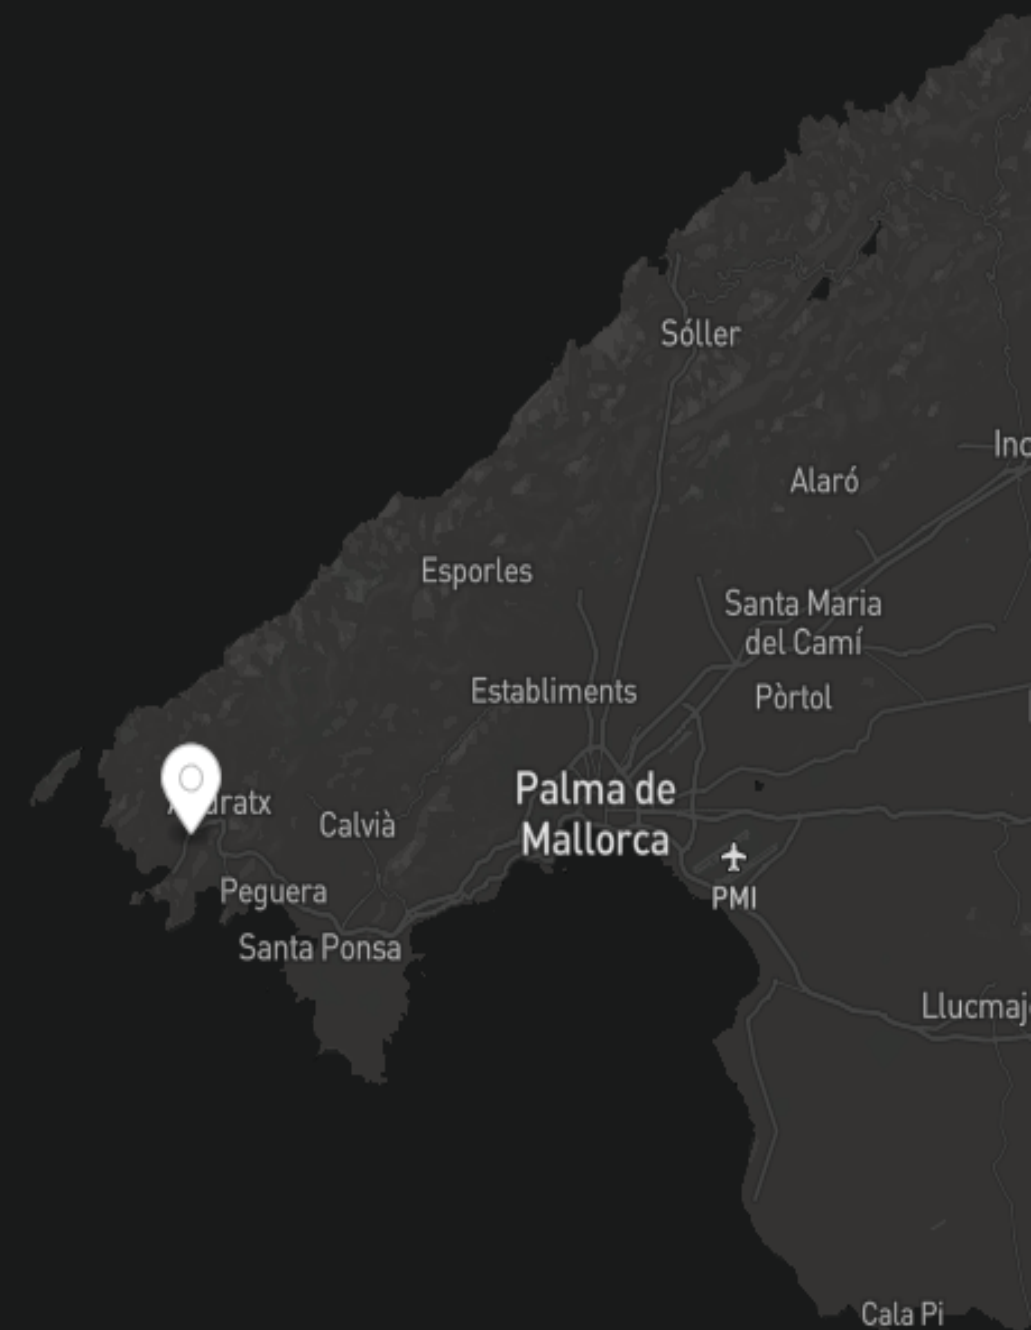 Sóller
Inc
Alaró
Esporles
Santa Maria
del Camí
Establiments
Pòrtol
Palma de
Mallorca
dratx
Calvià
PMI
Peguera
Santa Ponsa
Llucmaj
Cala Pi